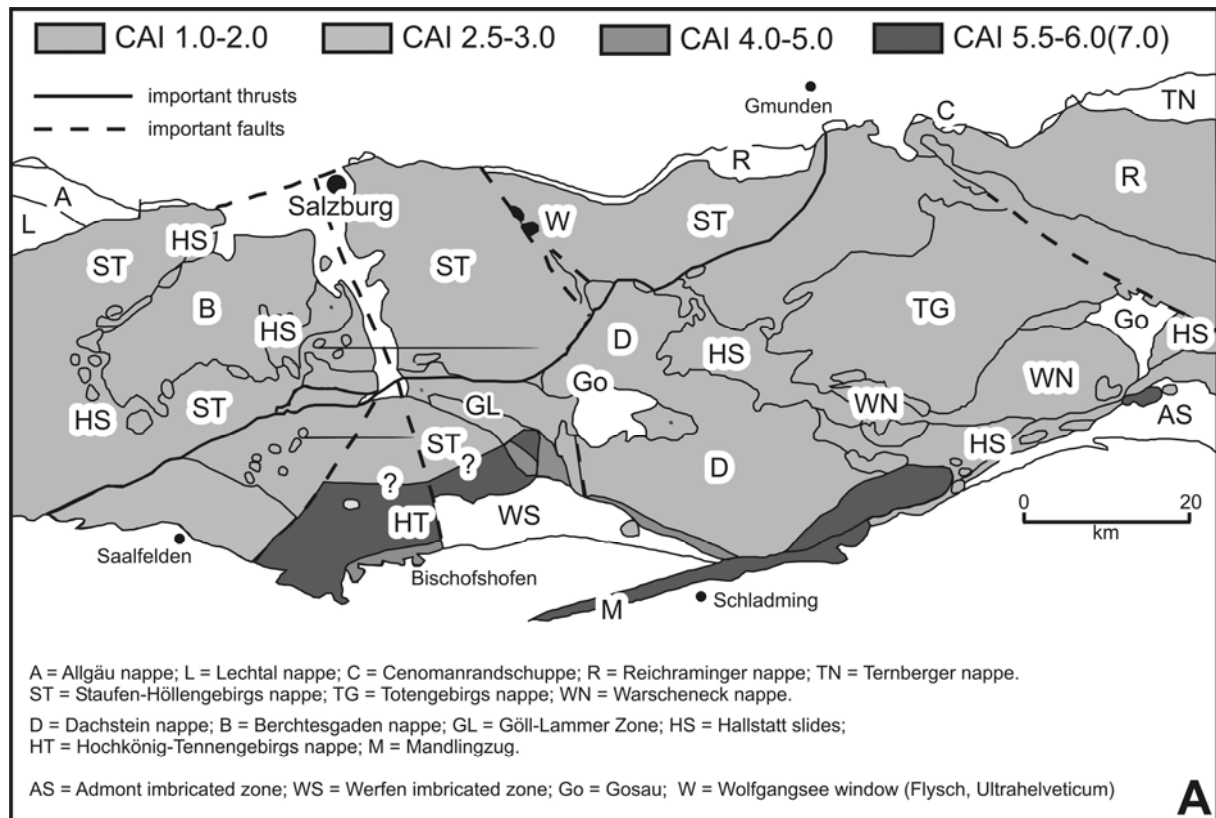 CAI 1.0-2.0 CAI 2.5-3.0 CAI 4.0-5.0 CAI 5.5-6.0(7.0)
important thrusts
important faults
Gmunden
TN
C
R
R
A
Salzburg
L
HS
W
ST
ST
ST
B
HS
TG
D
HS
Go
HS
Go
WN
WN
HS
ST
GL
AS
ST
HS
?
D
?
HT
WS
0 20
km
Saalfelden
Bischofshofen
M
Schladming
A = Allgäu nappe; L = Lechtal nappe; C = Cenomanrandschuppe; R = Reichraminger nappe; TN = Ternberger nappe.
ST = Staufen-Höllengebirgs nappe; TG = Totengebirgs nappe; WN = Warscheneck nappe.
D = Dachstein nappe; B = Berchtesgaden nappe; GL = Göll-Lammer Zone; HS = Hallstatt slides;
HT = Hochkönig-Tennengebirgs nappe; M = Mandlingzug.
AS = Admont imbricated zone; WS = Werfen imbricated zone; Go = Gosau; W = Wolfgangsee window (Flysch, Ultrahelveticum)
A